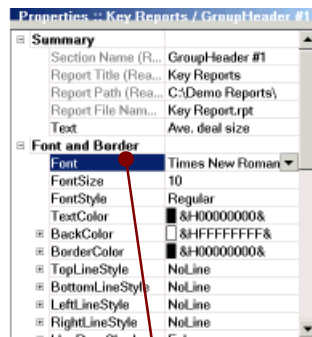 Properties :: Key Reports / GroupHeader #1
Summary
Section Name (R... GroupHeader #1
Report Title (Rea... Key Reports
Report Path (Rea... C:\Demo Reports\
Report File Nam... Key Report.rpt
Text Ave. deal size
Font and Border
Font Times New Roman
FontSize 10
FontStyle Regular
TextColor &H00000000&
BackColor &HFFFFFFFF&
BorderColor &H00000000&
TopLineStyle NoLine
BottomLineStyle NoLine
LeftLineStyle NoLine
RightLineStyle NoLine